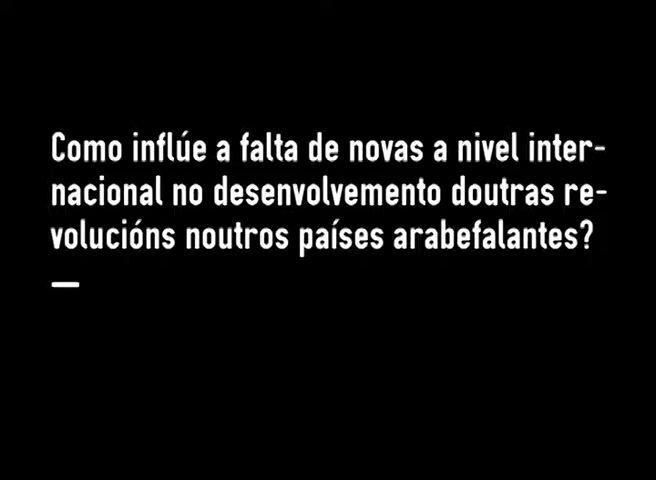 Como inflúe a falta de novas a nivel inter-
nacional no desenvolvemento doutras re-
volucións noutros países arabefalantes?